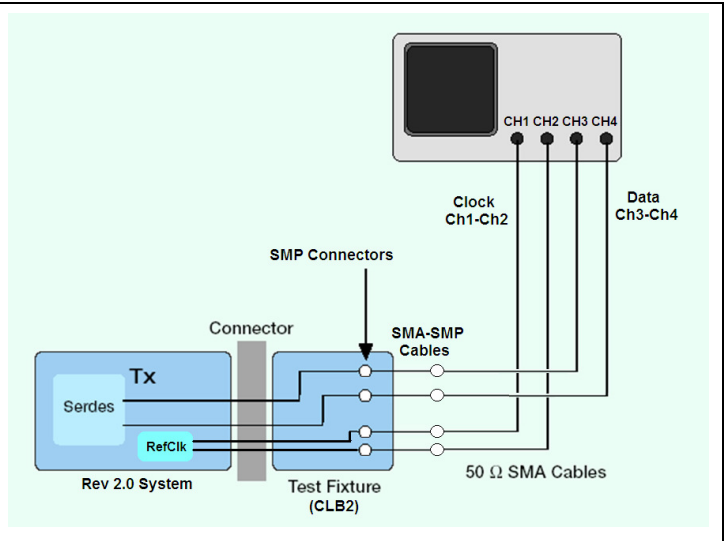 CH1 CH2 CH3 CH4
Clock
Ch1-Ch2
Data
Ch3-Ch4
SMP Connectors
Connector
SMA-SMP
Cables
Tx
Serdes
RefClk
Rev 2.0 System
Test Fixture
(CLB2)
50 Ω SMA Cables